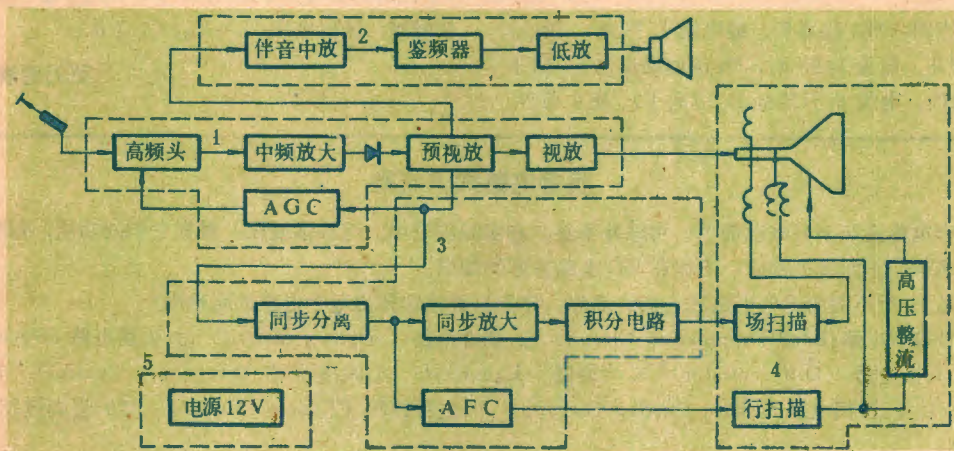 伴音中放 2 鉴频器 低放
高频头 1 中频放大 预视放 视放
AGC
3
同步分离 同步放大 积分电路 场扫描
高压整流
4
5
电源12V
AFC 行扫描